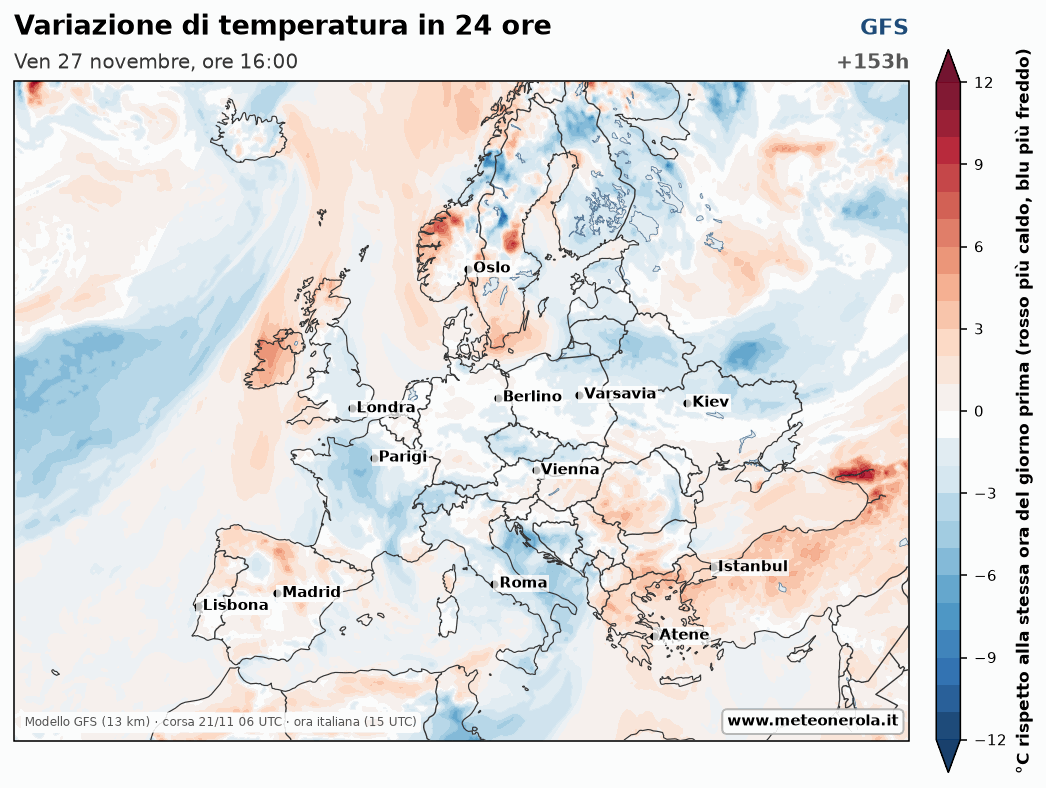 Variazione di temperatura in 24 ore
GFS
Ven 27 novembre, ore 16:00
+153h
Oslo
Londra
Berlino
Varsavia
Kiev
Parigi
Vienna
Istanbul
Roma
Madrid
Lisbona
Atene
Modello GFS (13 km) · corsa 21/11 06 UTC · ora italiana (15 UTC)
www.meteonerola.it
12
9
6
3
0
−3
−6
−9
−12
°C rispetto alla stessa ora del giorno prima (rosso più caldo, blu più freddo)